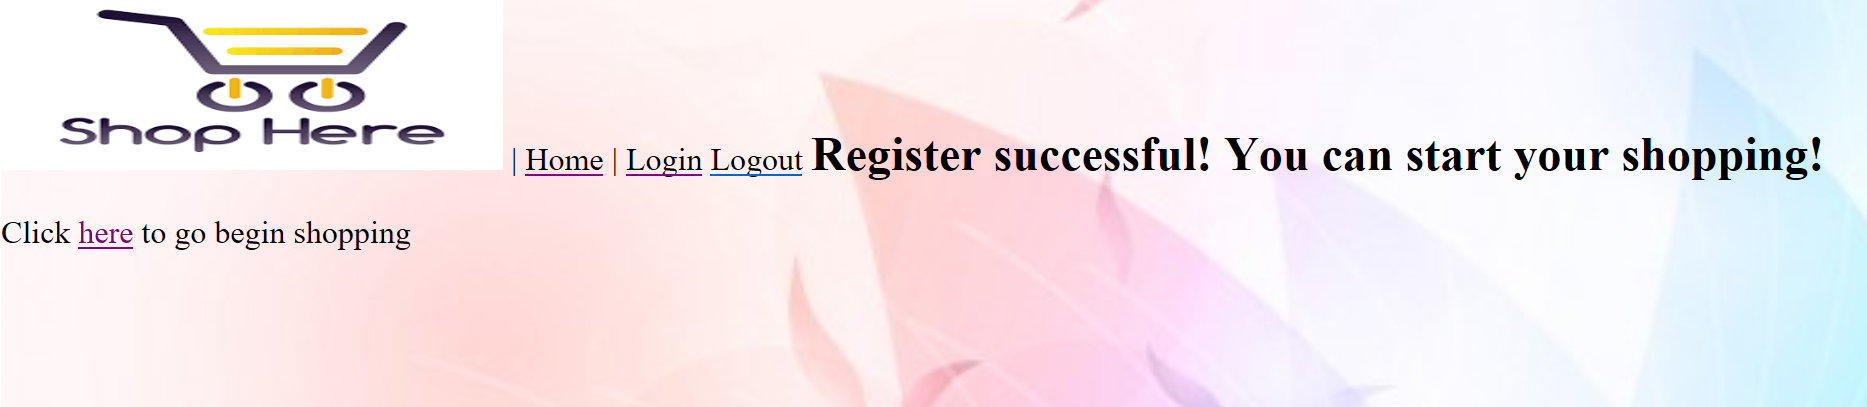 Shop Here
| Home | Login Logout Register successful! You can start your shopping!
Click here to go begin shopping